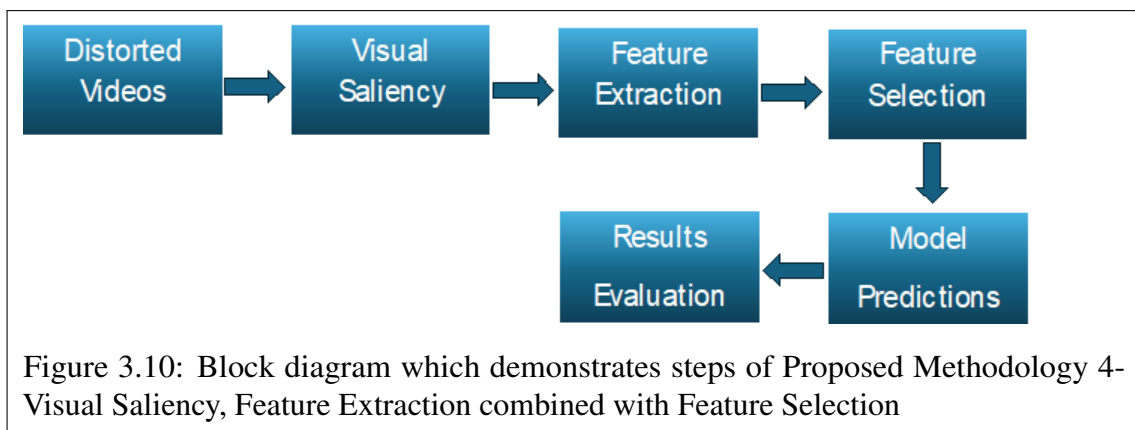 Distorted
Videos
Visual
Saliency
Feature
Extraction
Feature
Selection
Results
Evaluation
Model
Predictions
Figure 3.10: Block diagram which demonstrates steps of Proposed Methodology 4-
Visual Saliency, Feature Extraction combined with Feature Selection